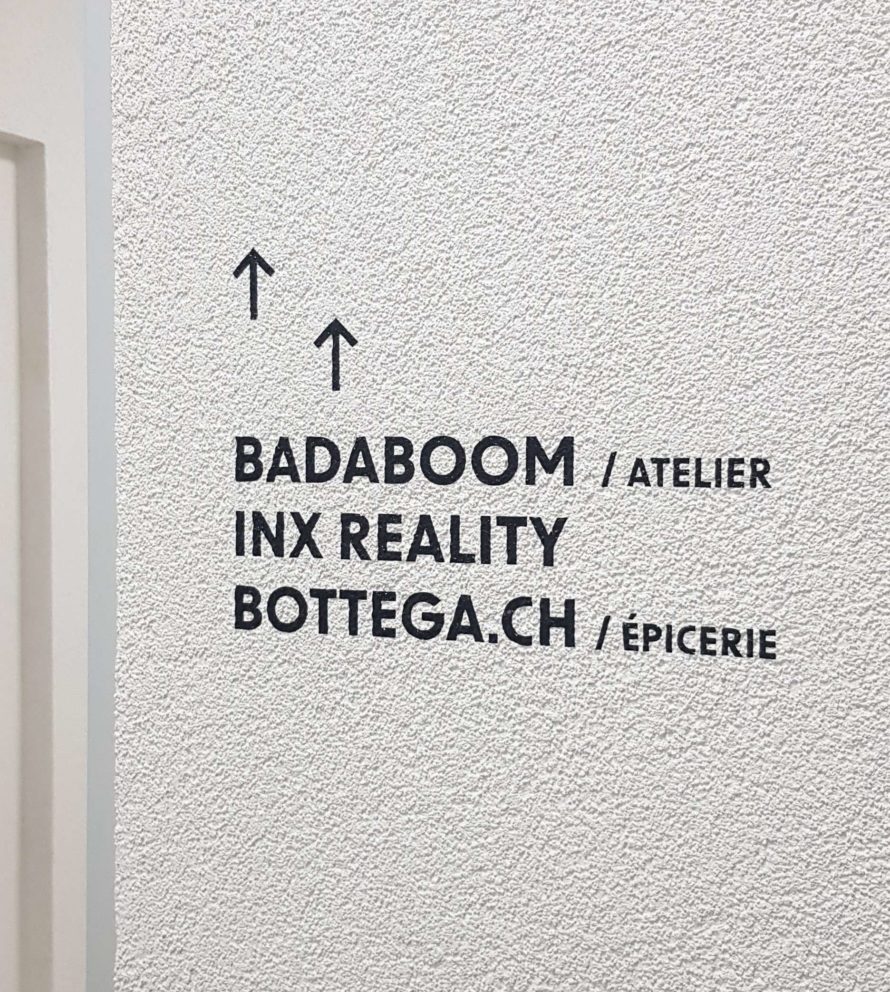 BADABOOM / ATELIER
INX REALITY
BOTTEGA.CH / ÉPICERIE